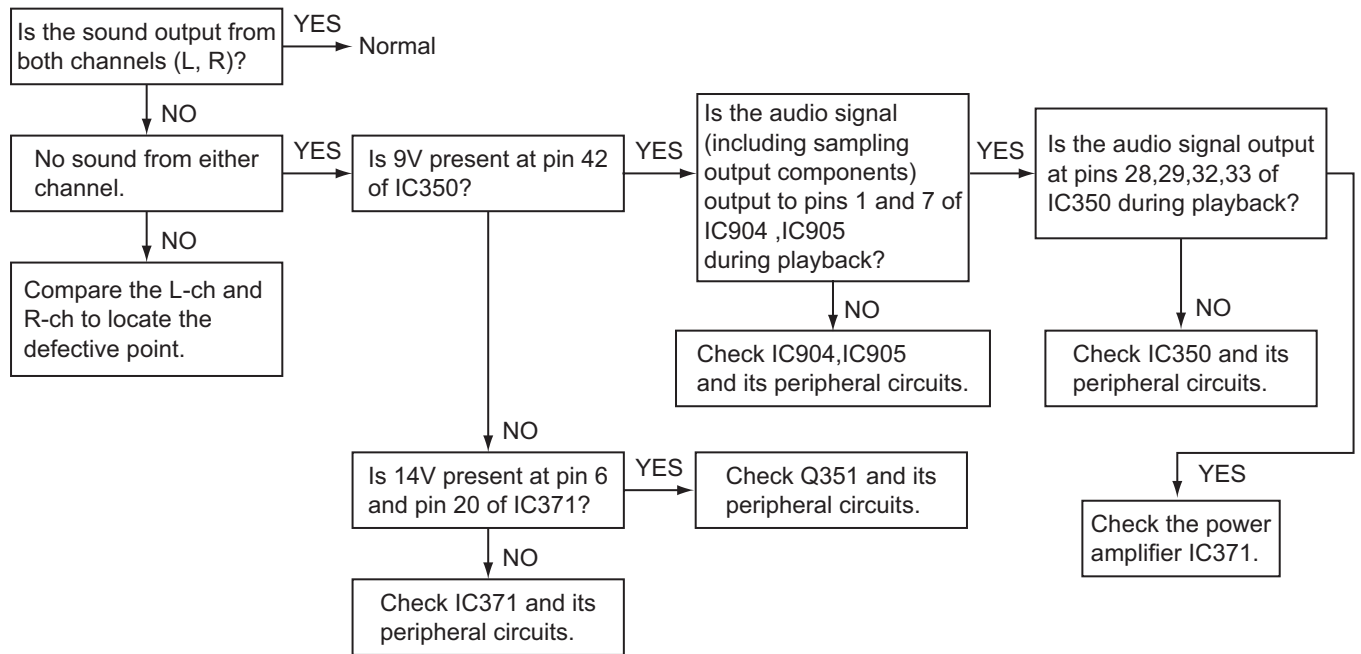 Is the sound output from
both channels (L, R)?
YES
Normal
NO
No sound from either
channel.
YES
Is 9V present at pin 42
of IC350?
YES
Is the audio signal
(including sampling
output components)
output to pins 1 and 7 of
IC904 ,IC905
during playback?
YES
Is the audio signal output
at pins 28,29,32,33 of
IC350 during playback?
NO
Compare the L-ch and
R-ch to locate the
defective point.
NO
Check IC904,IC905
and its peripheral circuits.
NO
Check IC350 and its
peripheral circuits.
NO
Is 14V present at pin 6
and pin 20 of IC371?
YES
Check Q351 and its
peripheral circuits.
YES
Check the power
amplifier IC371.
NO
Check IC371 and its
peripheral circuits.